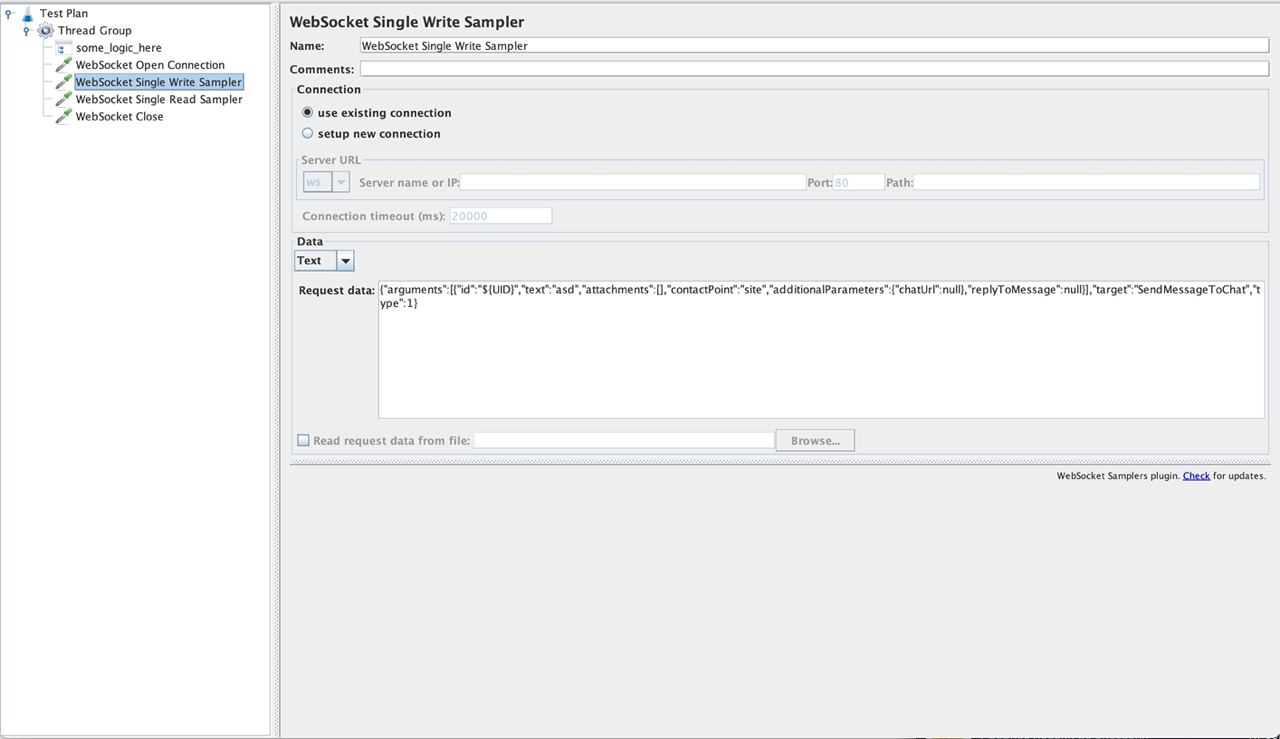 Test Plan
Thread Group
some_logic_here
WebSocket Open Connection
WebSocket Single Write Sampler
WebSocket Single Read Sampler
WebSocket Close
WebSocket Single Write Sampler
Name: WebSocket Single Write Sampler
Comments:
Connection
use existing connection
setup new connection
Server URL
ws Server name or IP: Port: 80 Path:
Connection timeout (ms): 20000
Data
Text
Request data: {"arguments":[{"id":"${UID}","text":"asd","attachments":[],"contactPoint":"site","additionalParameters":{"chatUrl":null},"replyToMessage":null}],"target":"SendMessageToChat","t
ype":1}
Read request data from file: Browse...
WebSocket Samplers plugin. Check for updates.